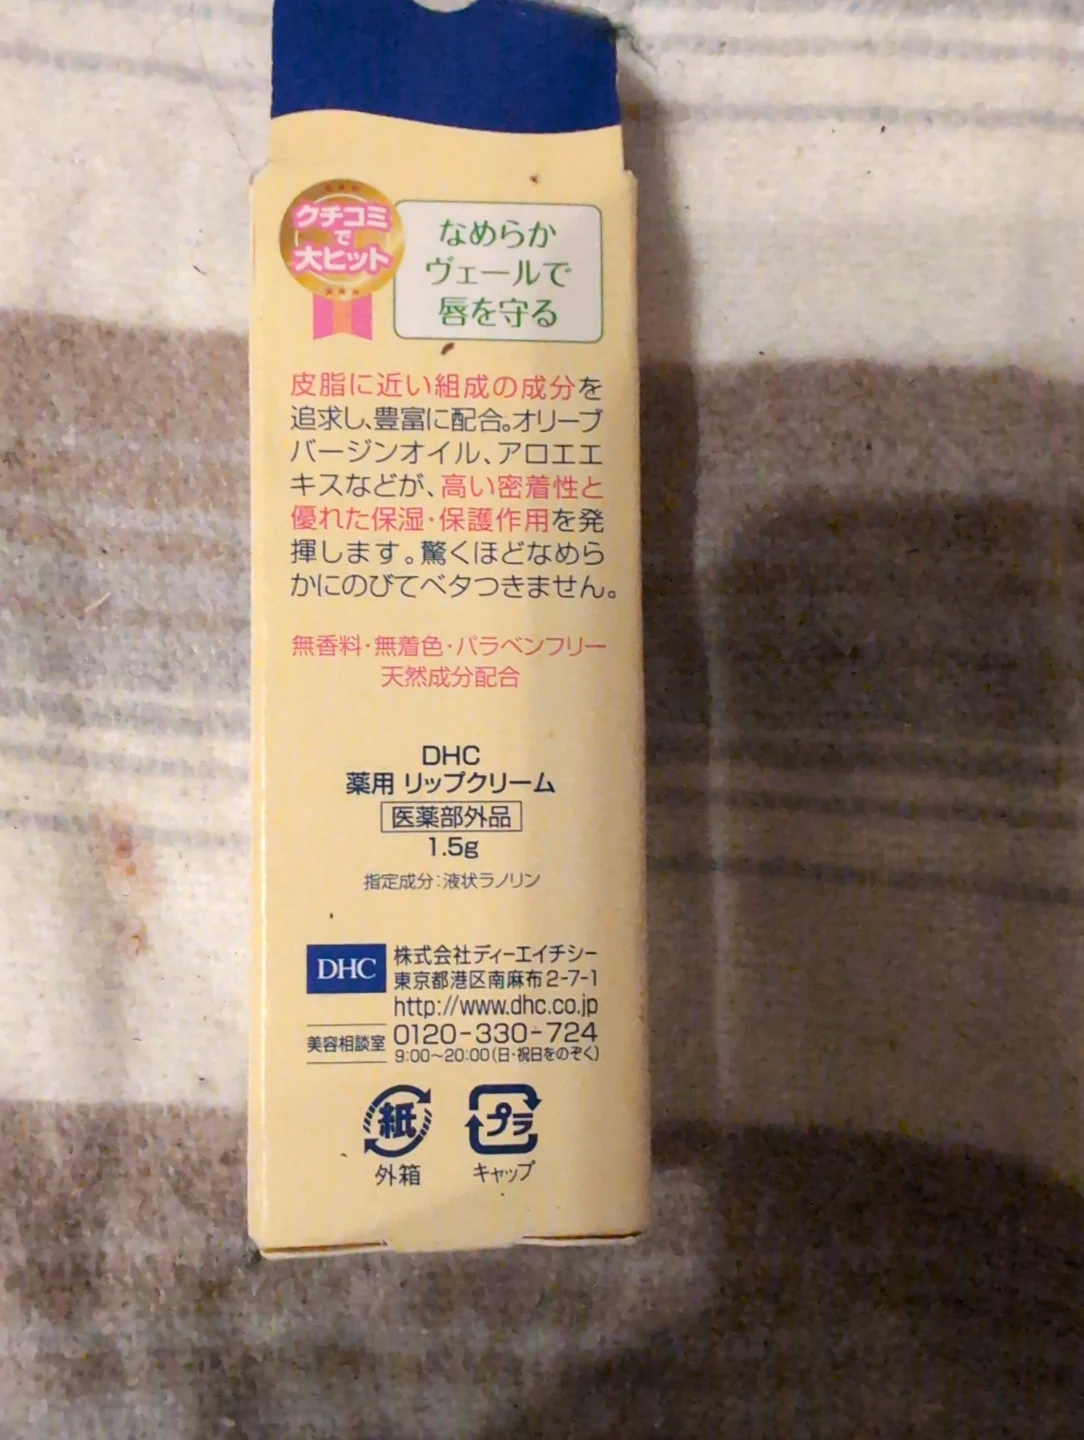 クチコミ
で
大ヒット
なめらか
ヴェールで
唇を守る
皮脂に近い組成の成分を
追求し、豊富に配合。オリーブ
バージンオイル、アロエエ
キスなどが、高い密着性と
優れた保湿・保護作用を発
揮します。驚くほどなめら
かにのびてベタつきません。
無香料・無着色・パラベンフリー
天然成分配合
DHC
薬用 リップクリーム
医薬部外品
1.5g
指定成分：液状ラノリン
DHC
株式会社ディーエイチシー
東京都港区南麻布2-7-1
http://www.dhc.co.jp
美容相談室
0120-330-724
9:00～20:00(日・祝日をのぞく)
紙
外箱
プラ
キャップ